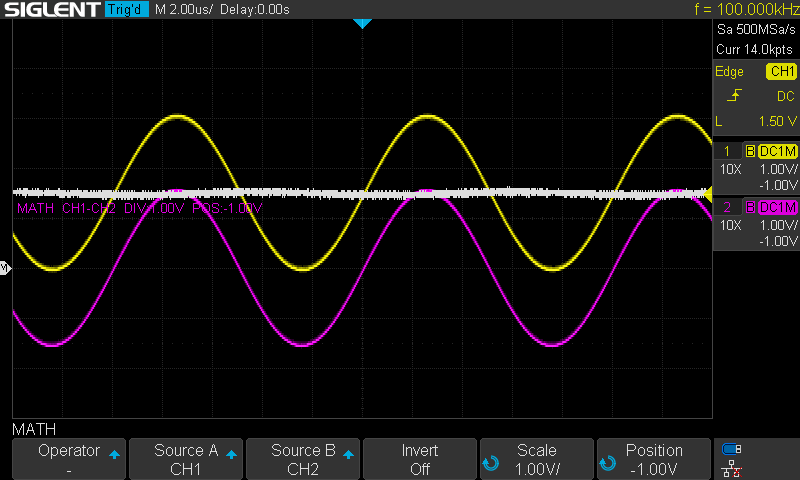 SIGLENT Trig'd M 2.00us/ Delay:0.00s f = 100.000kHz
Sa 500MSa/s
Curr 14.0kpts
Edge CH1
DC
L 1.50 V
1 B DC1M
10X 1.00V/
-1.00V
2 B DC1M
10X 1.00V/
-1.00V
MATH CH1-CH2 DIV:1.00V POS:-1.00V
M
MATH
Operator Source A Source B Invert Scale Position
- CH1 CH2 Off 1.00V/ -1.00V